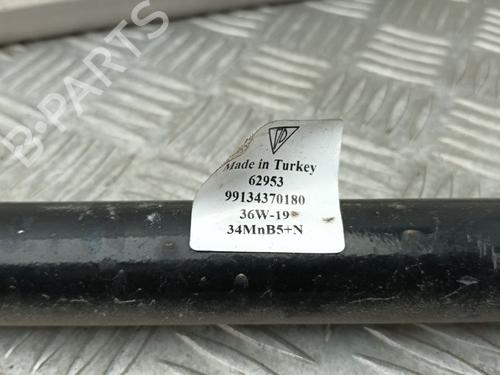 B-PARTS
Made in Turkey
62953
99134370180
36W-19
34MnB5+N